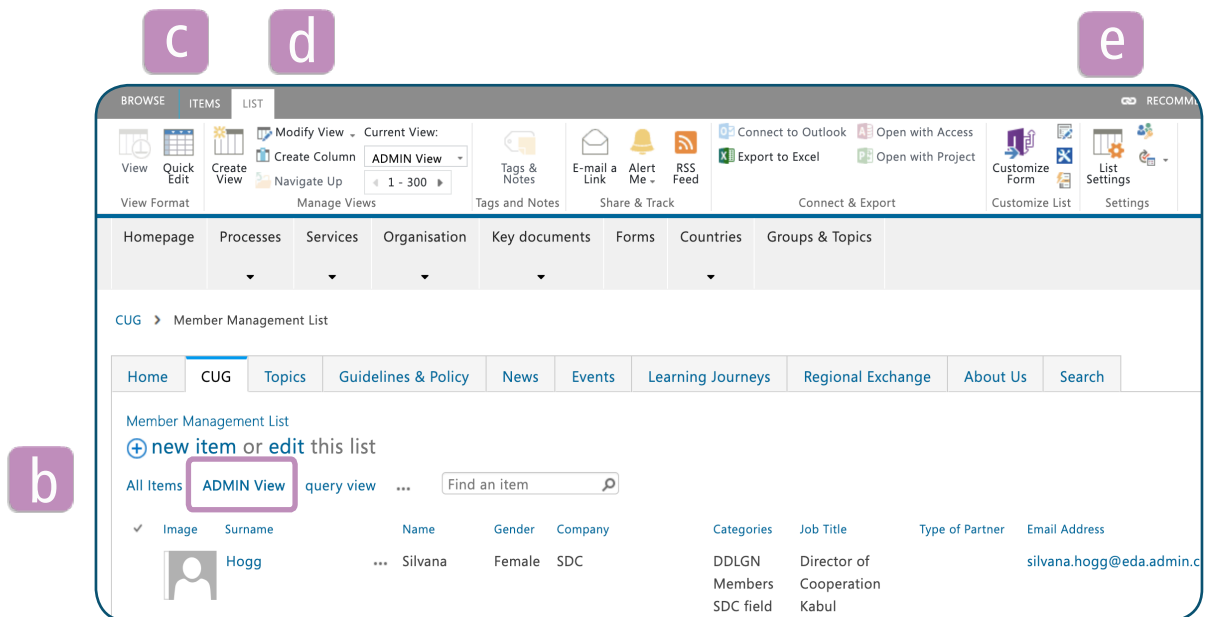 c d e
BROWSE ITEMS LIST RECOMM
Modify View Current View: Connect to Outlook Open with Access
Create Column ADMIN View Export to Excel Open with Project
View Quick Edit Create View Navigate Up 1 - 300 Tags & Notes E-mail a Link Alert Me RSS Feed Customize Form List Settings
View Format Manage Views Tags and Notes Share & Track Connect & Export Customize List Settings
Homepage Processes Services Organisation Key documents Forms Countries Groups & Topics
CUG > Member Management List
Home CUG Topics Guidelines & Policy News Events Learning Journeys Regional Exchange About Us Search
Member Management List
new item or edit this list
b
All Items ADMIN View query view ... Find an item
Image Surname Name Gender Company Categories Job Title Type of Partner Email Address
Hogg ... Silvana Female SDC DDLGN Director of silvana.hogg@eda.admin.c
Members Cooperation
SDC field Kabul